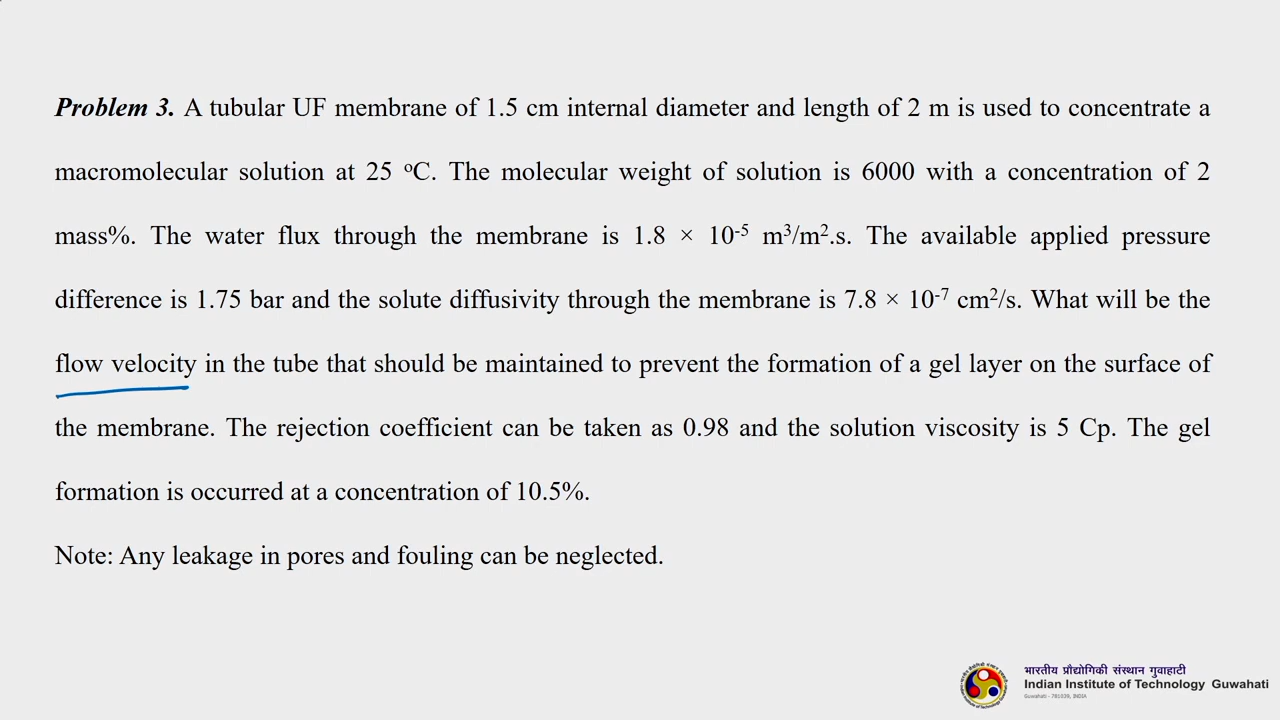 Problem 3. A tubular UF membrane of 1.5 cm internal diameter and length of 2 m is used to concentrate a
macromolecular solution at 25 ᵒC. The molecular weight of solution is 6000 with a concentration of 2
mass%. The water flux through the membrane is 1.8 × 10⁻⁵ m³/m².s. The available applied pressure
difference is 1.75 bar and the solute diffusivity through the membrane is 7.8 × 10⁻⁷ cm²/s. What will be the
flow velocity in the tube that should be maintained to prevent the formation of a gel layer on the surface of
the membrane. The rejection coefficient can be taken as 0.98 and the solution viscosity is 5 Cp. The gel
formation is occurred at a concentration of 10.5%.
Note: Any leakage in pores and fouling can be neglected.
भारतीय प्रौद्योगिकी संस्थान गुवाहाटी
Indian Institute of Technology Guwahati
Guwahati - 781039, INDIA